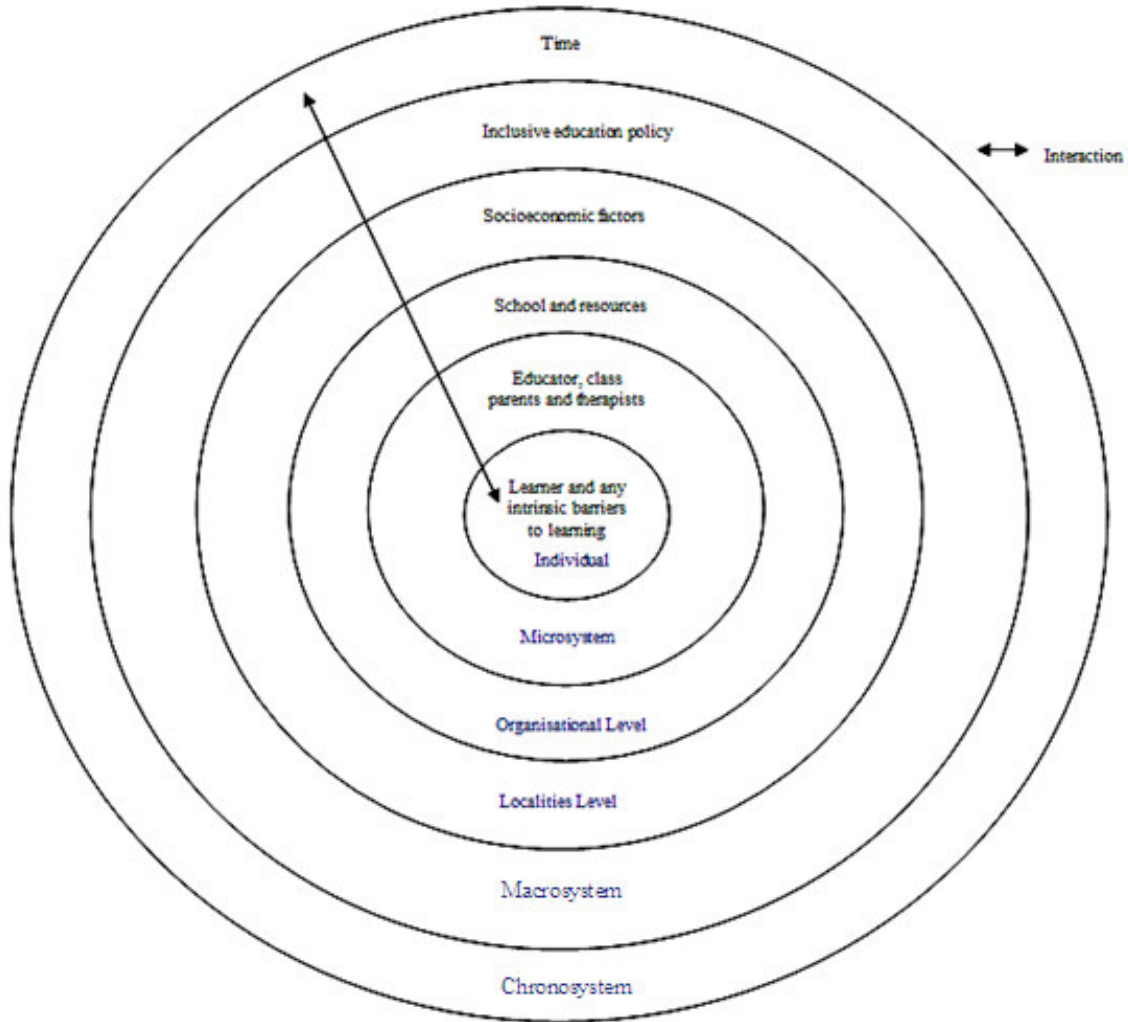 Time
Inclusive education policy
Interaction
Socioeconomic factors
School and resources
Educator, class
parents and therapists
Learner and any
intrinsic barriers
to learning
Individual
Microsystem
Organisational Level
Localities Level
Macrosystem
Chronosystem